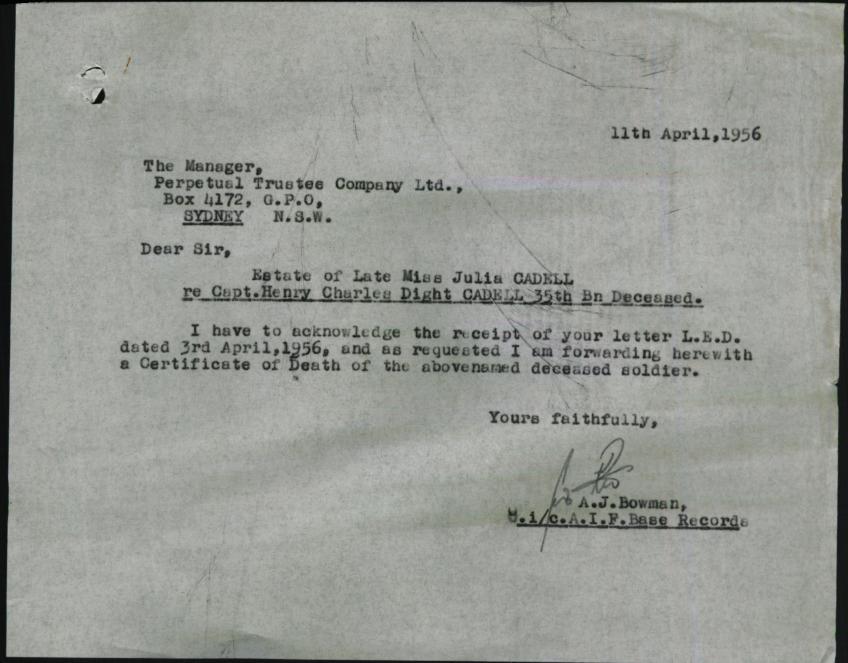 11th April,1956
The Manager,
Perpetual Trustee Company Ltd.,
Box 4172, G.P.O,
SYDNEY N.S.W.
Dear Sir,
Estate of Late Miss Julia CADELL
re Capt.Henry Charles Dight CADELL 35th Bn Deceased.
I have to acknowledge the receipt of your letter L.E.D.
dated 3rd April,1956, and as requested I am forwarding herewith
a Certificate of Death of the abovenamed deceased soldier.
Yours faithfully,
A.J.Bowman,
i/c.A.I.F.Base Records